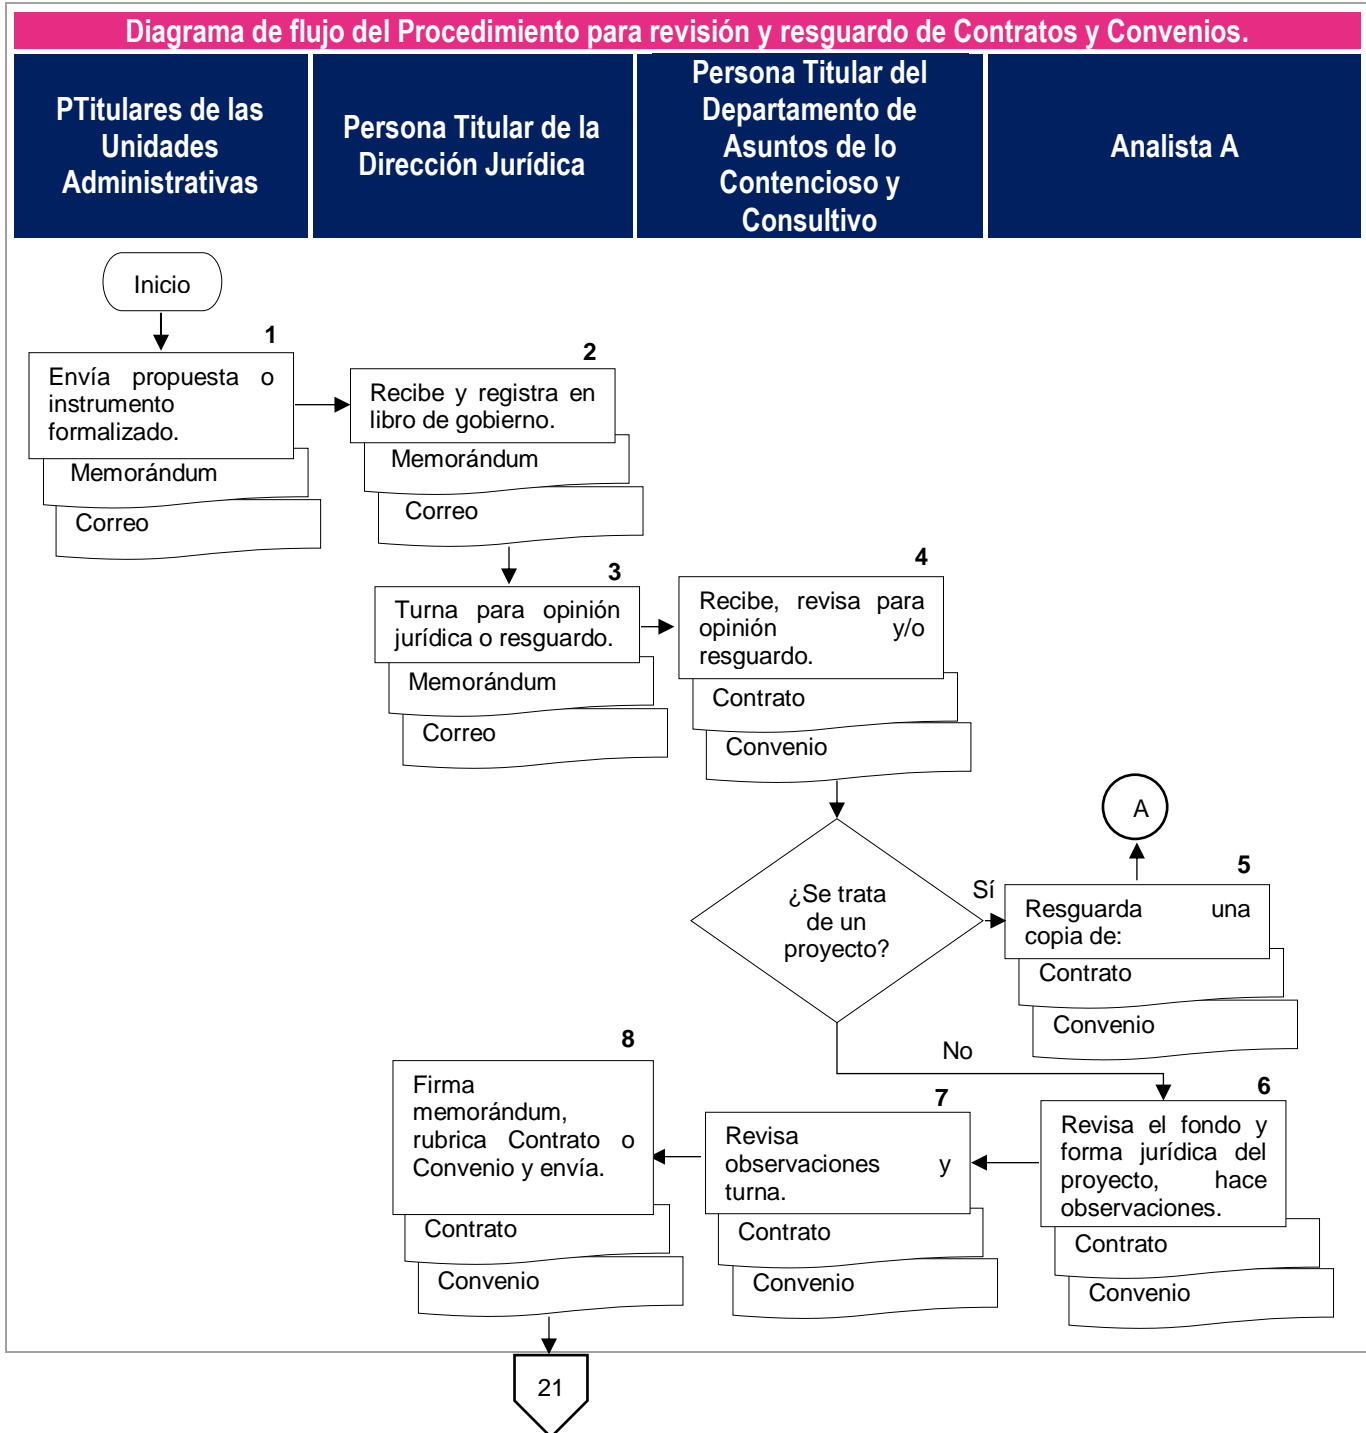 Diagrama de flujo del Procedimiento para revisión y resguardo de Contratos y Convenios.
PTitulares de las
Unidades
Administrativas
Persona Titular de la
Dirección Jurídica
Persona Titular del
Departamento de
Asuntos de lo
Contencioso y
Consultivo
Analista A
Inicio
1
Envía propuesta o
instrumento
formalizado.
Memorándum
Correo
2
Recibe y registra en
libro de gobierno.
Memorándum
Correo
3
Turna para opinión
jurídica o resguardo.
Memorándum
Correo
4
Recibe, revisa para
opinión y/o
resguardo.
Contrato
Convenio
¿Se trata
de un
proyecto?
Sí
A
5
Resguarda una
copia de:
Contrato
Convenio
No
6
Revisa el fondo y
forma jurídica del
proyecto, hace
observaciones.
Contrato
Convenio
7
Revisa
observaciones y
turna.
Contrato
Convenio
8
Firma
memorándum,
rubrica Contrato o
Convenio y envía.
Contrato
Convenio
21